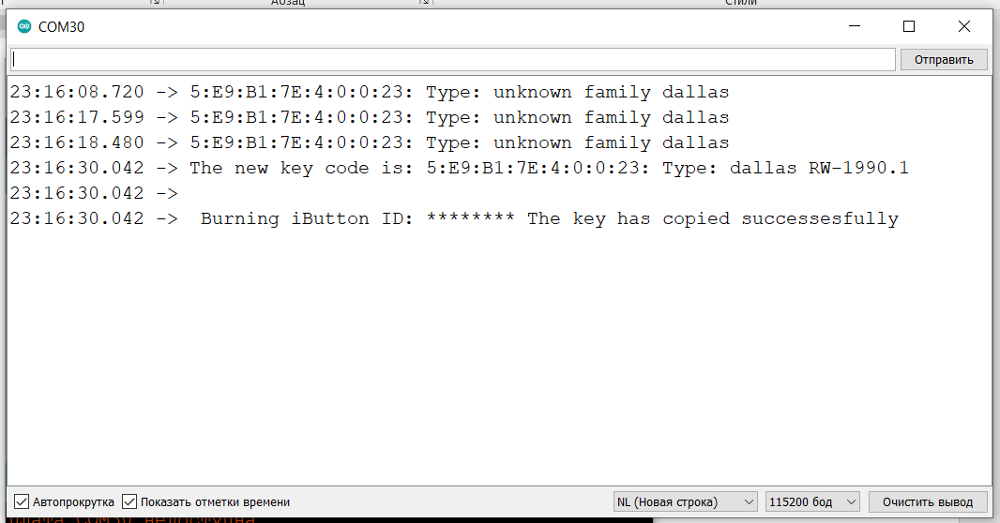 Абзац
Стили
COM30
Отправить
23:16:08.720 -> 5:E9:B1:7E:4:0:0:23: Type: unknown family dallas
23:16:17.599 -> 5:E9:B1:7E:4:0:0:23: Type: unknown family dallas
23:16:18.480 -> 5:E9:B1:7E:4:0:0:23: Type: unknown family dallas
23:16:30.042 -> The new key code is: 5:E9:B1:7E:4:0:0:23: Type: dallas RW-1990.1
23:16:30.042 ->
23:16:30.042 -> Burning iButton ID: ******** The key has copied successesfully
Автопрокрутка Показать отметки времени NL (Новая строка) 115200 бод Очистить вывод
плата COM30 недоступна